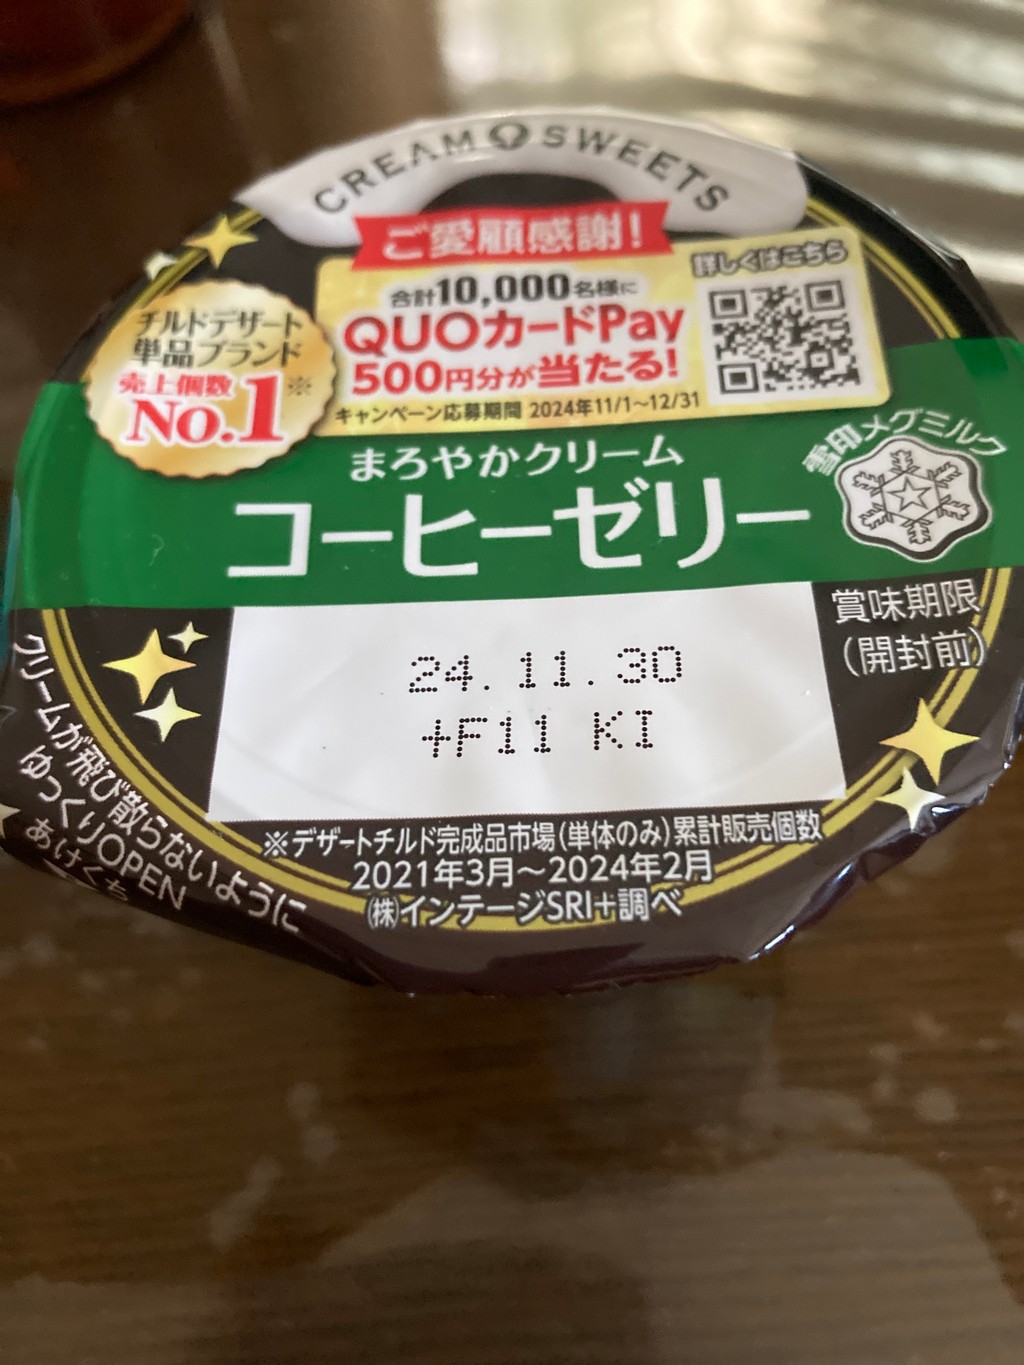 CREAM SWEETS
ご愛顧感謝!
合計10,000名様に
QUOカードPay
500円分が当たる!
キャンペーン応募期間 2024年11/1~12/31
詳しくはこちら
チルドデザート
単品ブランド
売上個数※
No.1
まろやかクリーム
コーヒーゼリー
雪印メグミルク
賞味期限
(開封前)
24.11.30
+F11 KI
※デザートチルド完成品市場(単体のみ)累計販売個数
2021年3月~2024年2月
(株)インテージSRI+調べ
クリームが飛び散らないように
ゆっくりOPEN
あけくち